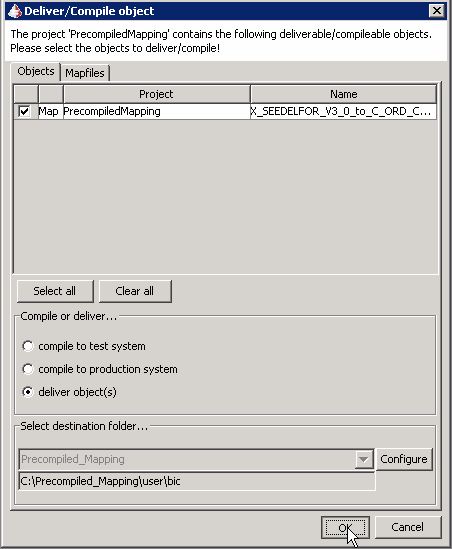 Deliver/Compile object
The project 'PrecompiledMapping' contains the following deliverable/compileable objects.
Please select the objects to deliver/compile!
Objects Mapfiles
Project Name
Map PrecompiledMapping X_SEEDELFOR_V3_0_to_C_ORD_C...
Select all Clear all
Compile or deliver...
compile to test system
compile to production system
deliver object(s)
Select destination folder...
Precompiled_Mapping Configure
C:\Precompiled_Mapping\user\bic
OK Cancel